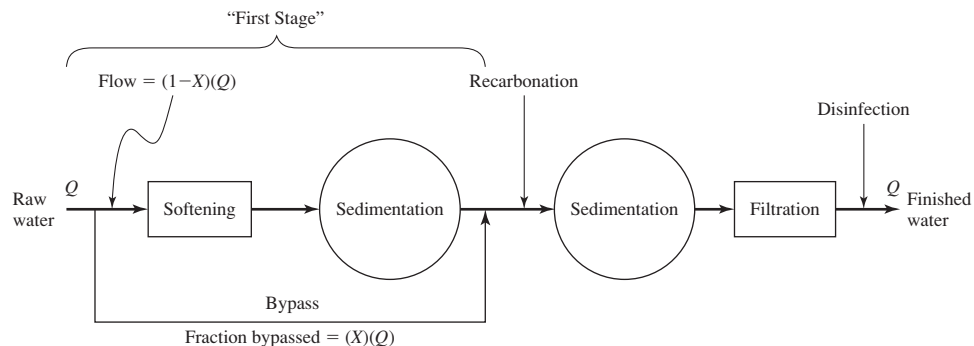 “First Stage”
Flow = (1−X)(Q)
Recarbonation
Disinfection
Raw
water
Q
Softening
Sedimentation
Sedimentation
Filtration
Q
Finished
water
Bypass
Fraction bypassed = (X)(Q)